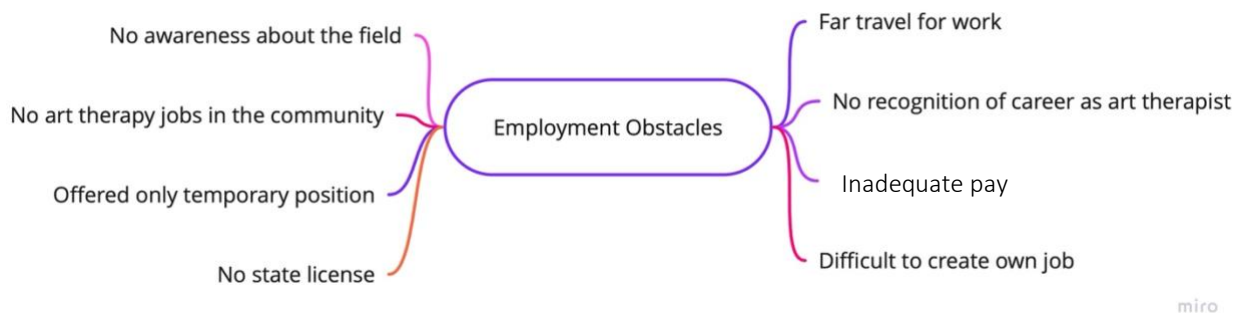 No awareness about the field
No art therapy jobs in the community
Offered only temporary position
No state license
Employment Obstacles
Far travel for work
No recognition of career as art therapist
Inadequate pay
Difficult to create own job
miro